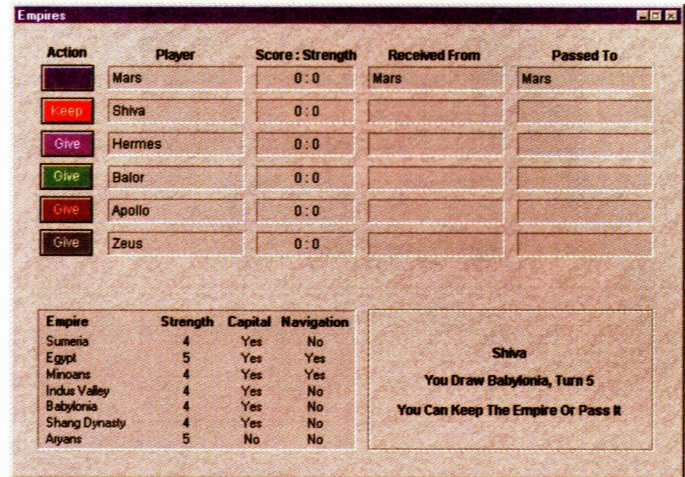 Empires
Action Player Score : Strength Received From Passed To
Mars 0 : 0 Mars Mars
Keep Shiva 0 : 0
Give Hermes 0 : 0
Give Balor 0 : 0
Give Apollo 0 : 0
Give Zeus 0 : 0
Empire Strength Capital Navigation
Sumeria 4 Yes No
Egypt 5 Yes Yes
Minoans 4 Yes Yes
Indus Valley 4 Yes No
Babylonia 4 Yes No
Shang Dynasty 4 Yes No
Aryans 5 No No
Shiva
You Draw Babylonia, Turn 5
You Can Keep The Empire Or Pass It